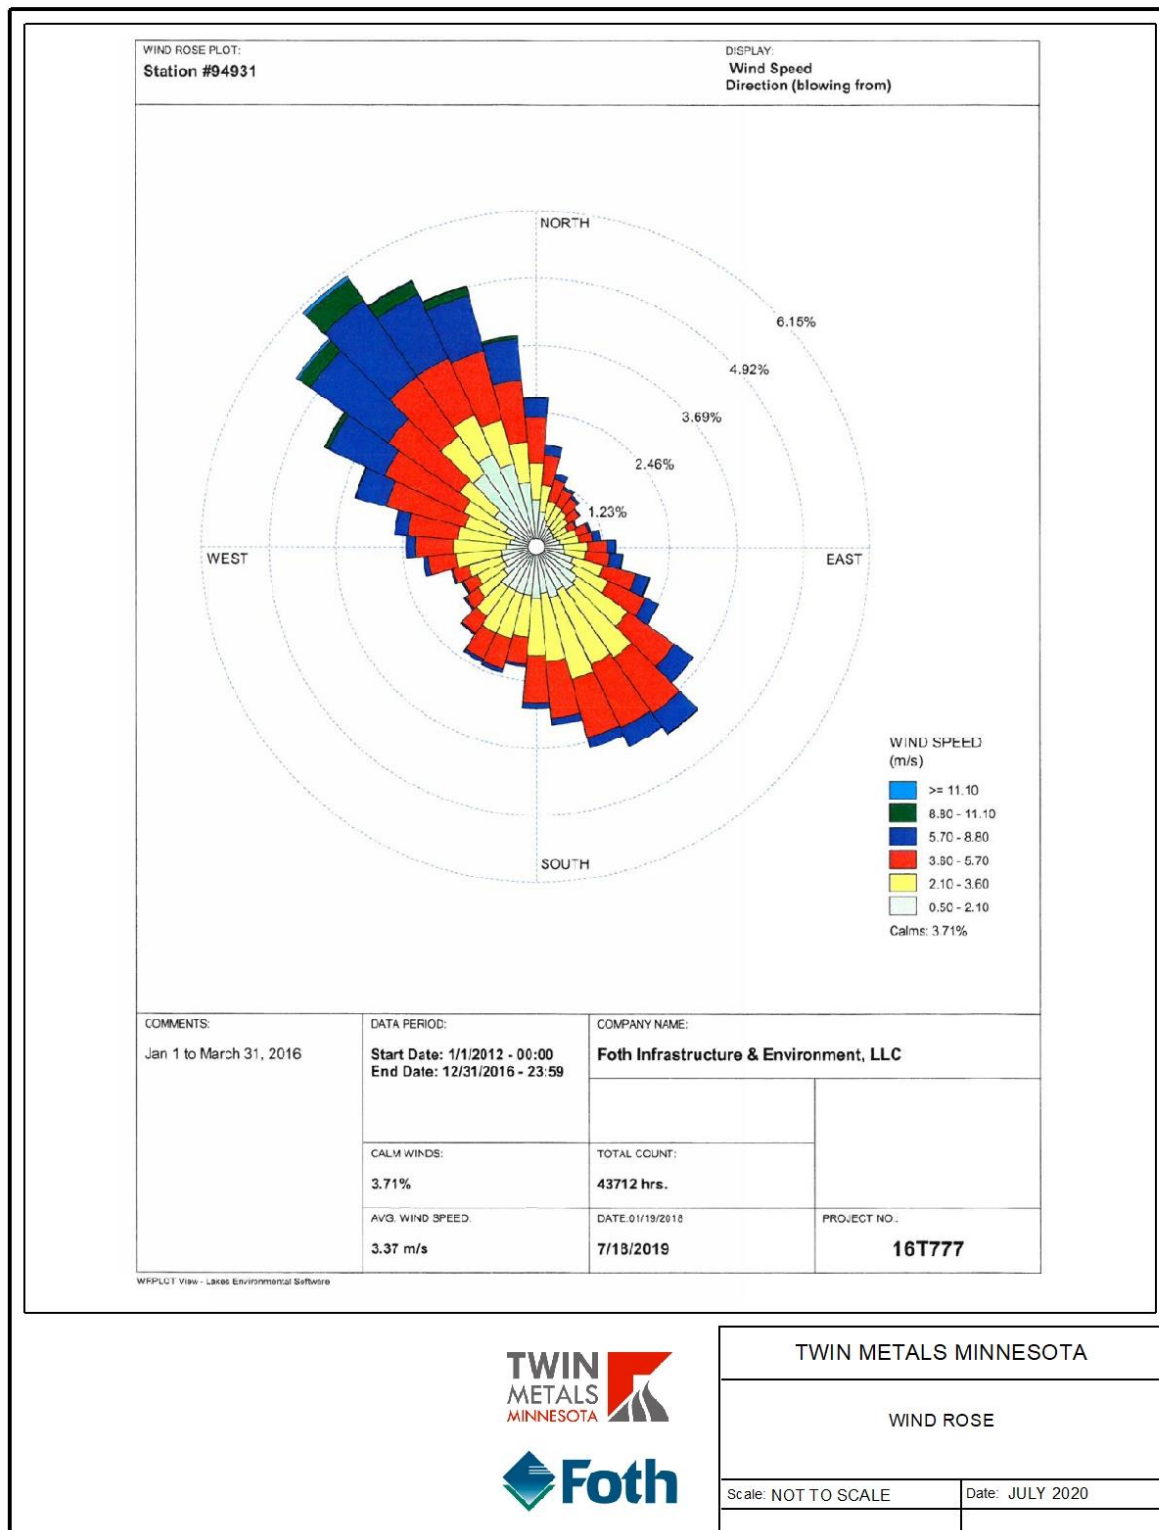 WIND ROSE PLOT:
Station #94931
DISPLAY:
Wind Speed
Direction (blowing from)
NORTH
6.15%
4.92%
3.69%
2.46%
1.23%
WEST
EAST
SOUTH
WIND SPEED
(m/s)
>= 11.10
8.80 - 11.10
5.70 - 8.80
3.60 - 5.70
2.10 - 3.60
0.50 - 2.10
Calms: 3.71%
COMMENTS:
Jan 1 to March 31, 2016
DATA PERIOD:
Start Date: 1/1/2012 - 00:00
End Date: 12/31/2016 - 23:59
COMPANY NAME:
Foth Infrastructure & Environment, LLC
CALM WINDS:
3.71%
TOTAL COUNT:
43712 hrs.
AVG. WIND SPEED:
3.37 m/s
DATE:01/19/2018
7/18/2019
PROJECT NO.:
16T777
WRPLOT View - Lakes Environmental Software
TWIN
METALS
MINNESOTA
Foth
TWIN METALS MINNESOTA
WIND ROSE
Scale: NOT TO SCALE
Date: JULY 2020